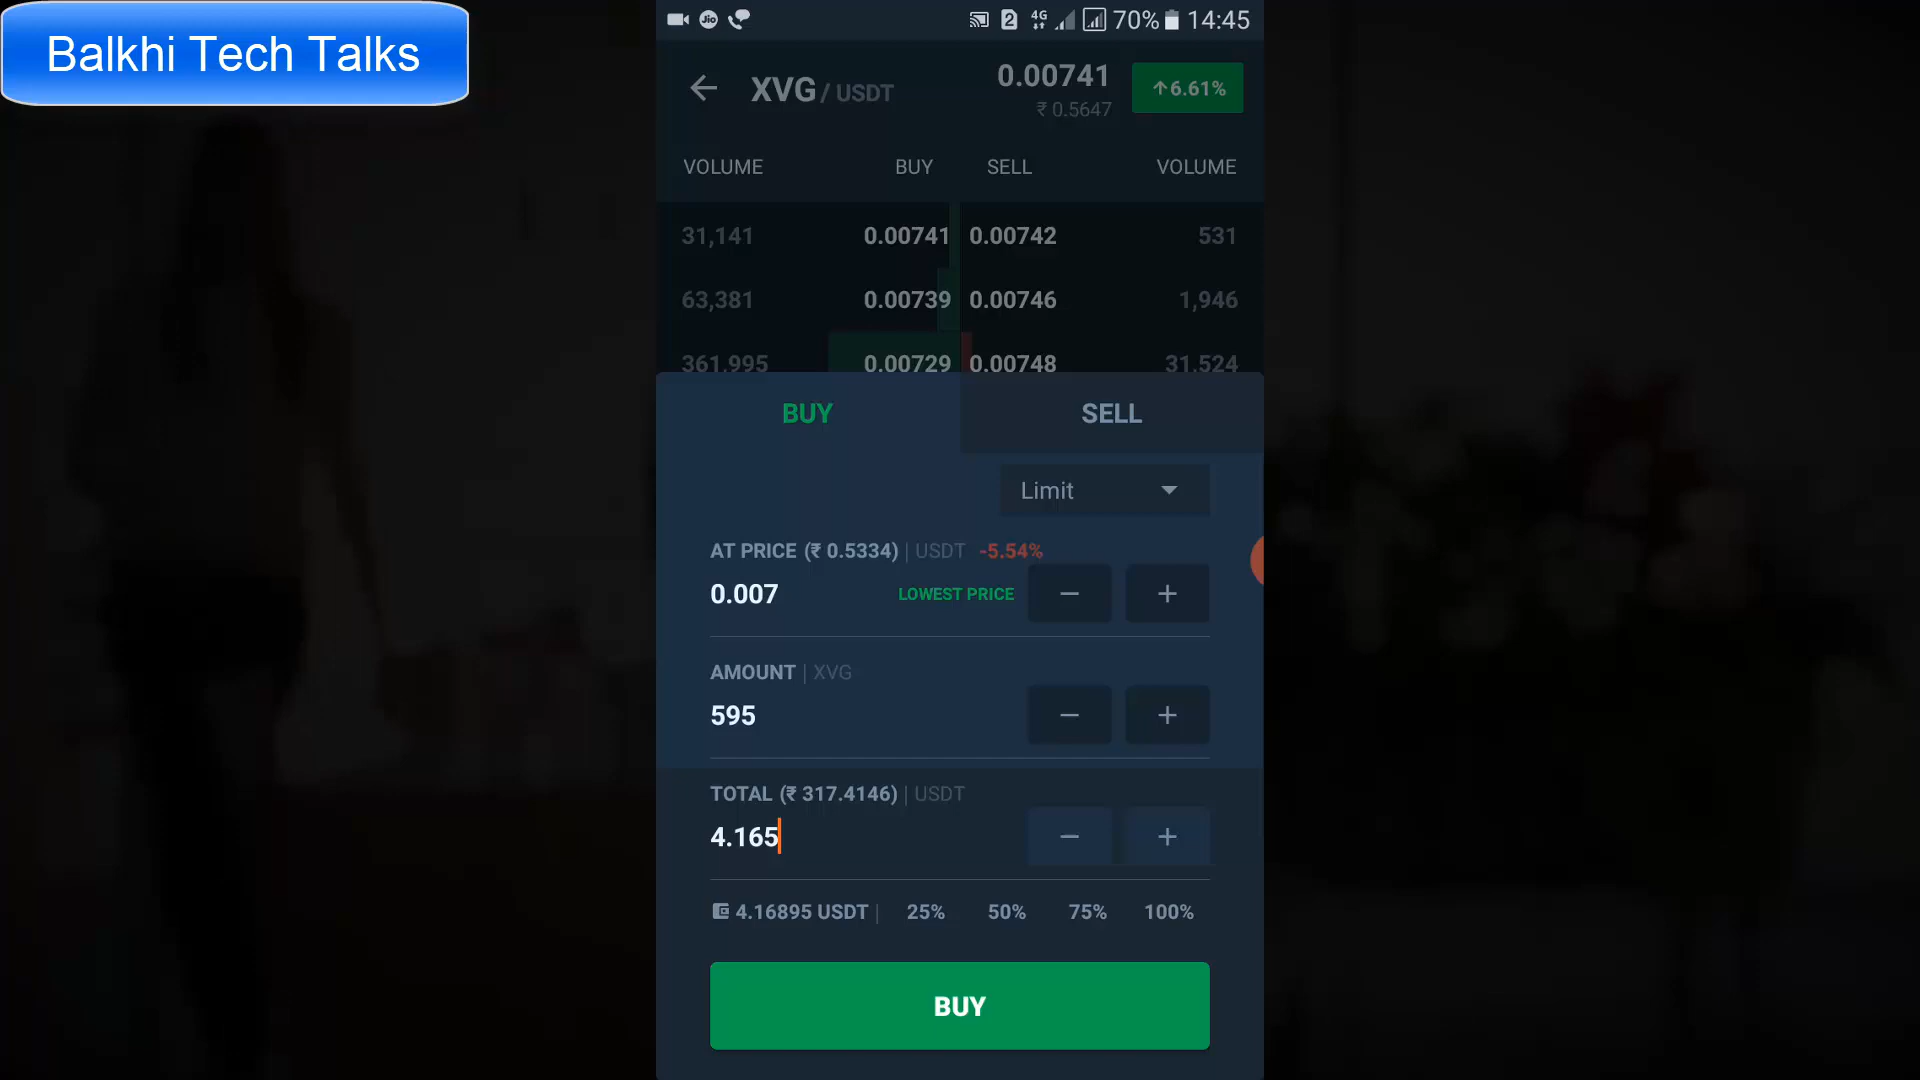 Balkhi Tech Talks
Jio 2 4G 70% 14:45
XVG / USDT 0.00741 ↑6.61%
₹ 0.5647
VOLUME BUY SELL VOLUME
31,141 0.00741 0.00742 531
63,381 0.00739 0.00746 1,946
361,995 0.00729 0.00748 31,524
BUY SELL
Limit
AT PRICE (₹ 0.5334) | USDT -5.54%
0.007 LOWEST PRICE − +
AMOUNT | XVG
595 − +
TOTAL (₹ 317.4146) | USDT
4.165 − +
4.16895 USDT | 25% 50% 75% 100%
BUY